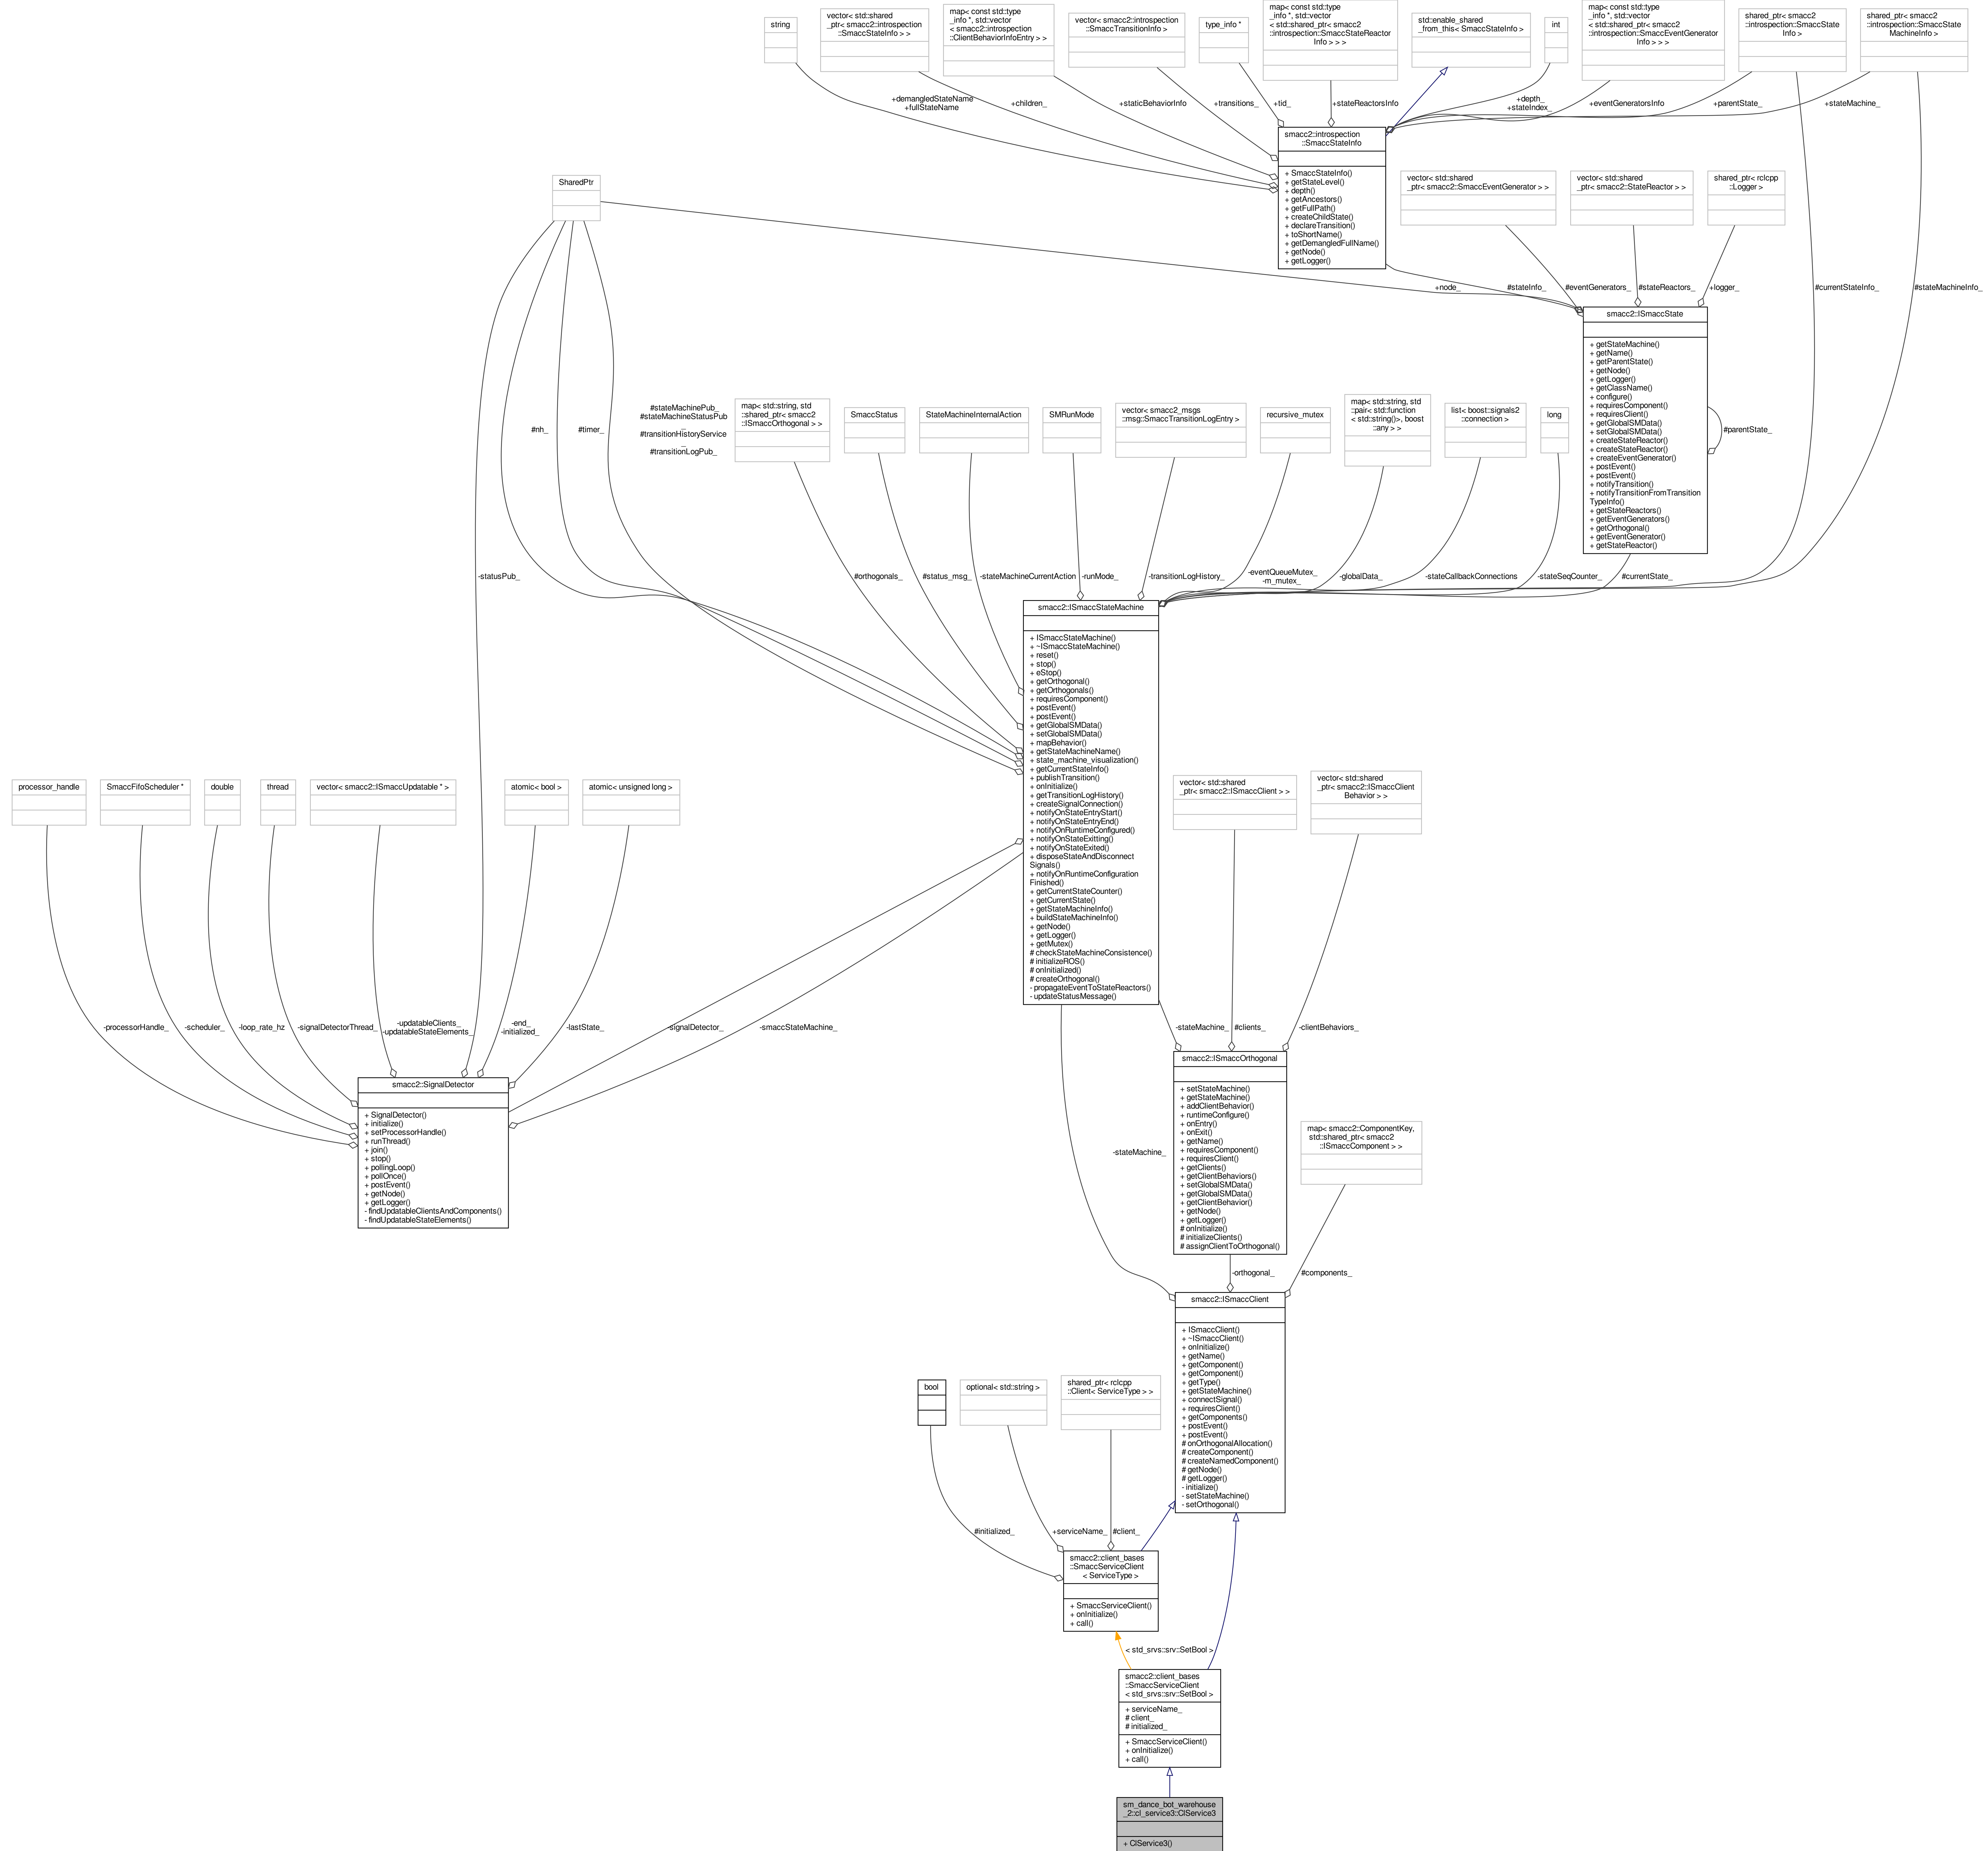 string
vector< std::shared
_ptr< smacc2::introspection
::SmaccStateInfo > >
map< const std::type
_info *, std::vector
< smacc2::introspection
::ClientBehaviorInfoEntry > >
vector< smacc2::introspection
::SmaccTransitionInfo >
type_info *
map< const std::type
_info *, std::vector
< std::shared_ptr< smacc2
::introspection::SmaccStateReactor
Info > > >
std::enable_shared
_from_this< SmaccStateInfo >
int
map< const std::type
_info *, std::vector
< std::shared_ptr< smacc2
::introspection::SmaccEventGenerator
Info > > >
shared_ptr< smacc2
::introspection::SmaccState
Info >
shared_ptr< smacc2
::introspection::SmaccState
MachineInfo >
+demangledStateName
+fullStateName
+children_
+staticBehaviorInfo
+transitions_
+tid_
+stateReactorsInfo
+depth_
+stateIndex_
+eventGeneratorsInfo
+parentState_
+stateMachine_
smacc2::introspection
::SmaccStateInfo
+ SmaccStateInfo()
+ getStateLevel()
+ depth()
+ getAncestors()
+ getFullPath()
+ createChildState()
+ declareTransition()
+ toShortName()
+ getDemangledFullName()
+ getNode()
+ getLogger()
SharedPtr
vector< std::shared
_ptr< smacc2::SmaccEventGenerator > >
vector< std::shared
_ptr< smacc2::StateReactor > >
shared_ptr< rclcpp
::Logger >
+node_
#stateInfo_
#eventGenerators_
#stateReactors_
+logger_
#currentStateInfo_
#stateMachineInfo_
smacc2::ISmaccState
+ getStateMachine()
+ getName()
+ getParentState()
+ getNode()
+ getLogger()
+ getClassName()
+ configure()
+ requiresComponent()
+ requiresClient()
+ getGlobalSMData()
+ setGlobalSMData()
+ createStateReactor()
+ createStateReactor()
+ createEventGenerator()
+ postEvent()
+ postEvent()
+ notifyTransition()
+ notifyTransitionFromTransition
TypeInfo()
+ getStateReactors()
+ getEventGenerators()
+ getOrthogonal()
+ getEventGenerator()
+ getStateReactor()
#parentState_
#nh_
#timer_
#stateMachinePub_
#stateMachineStatusPub
_
#transitionHistoryService
_
#transitionLogPub_
map< std::string, std
::shared_ptr< smacc2
::ISmaccOrthogonal > >
SmaccStatus
StateMachineInternalAction
SMRunMode
vector< smacc2_msgs
::msg::SmaccTransitionLogEntry >
recursive_mutex
map< std::string, std
::pair< std::function
< std::string()>, boost
::any > >
list< boost::signals2
::connection >
long
-statusPub_
#orthogonals_
#status_msg_
-stateMachineCurrentAction
-runMode_
-transitionLogHistory_
-eventQueueMutex_
-m_mutex_
-globalData_
-stateCallbackConnections
-stateSeqCounter_
#currentState_
smacc2::ISmaccStateMachine
+ ISmaccStateMachine()
+ ~ISmaccStateMachine()
+ reset()
+ stop()
+ eStop()
+ getOrthogonal()
+ getOrthogonals()
+ requiresComponent()
+ postEvent()
+ postEvent()
+ getGlobalSMData()
+ setGlobalSMData()
+ mapBehavior()
+ getStateMachineName()
+ state_machine_visualization()
+ getCurrentStateInfo()
+ publishTransition()
+ onInitialize()
+ getTransitionLogHistory()
+ createSignalConnection()
+ notifyOnStateEntryStart()
+ notifyOnStateEntryEnd()
+ notifyOnRuntimeConfigured()
+ notifyOnStateExitting()
+ notifyOnStateExited()
+ disposeStateAndDisconnect
Signals()
+ notifyOnRuntimeConfiguration
Finished()
+ getCurrentStateCounter()
+ getCurrentState()
+ getStateMachineInfo()
+ buildStateMachineInfo()
+ getNode()
+ getLogger()
+ getMutex()
# checkStateMachineConsistence()
# initializeROS()
# onInitialized()
# createOrthogonal()
- propagateEventToStateReactors()
- updateStatusMessage()
processor_handle
SmaccFifoScheduler *
double
thread
vector< smacc2::ISmaccUpdatable * >
atomic< bool >
atomic< unsigned long >
vector< std::shared
_ptr< smacc2::ISmaccClient > >
vector< std::shared
_ptr< smacc2::ISmaccClient
Behavior > >
-processorHandle_
-scheduler_
-loop_rate_hz
-signalDetectorThread_
-updatableClients_
-updatableStateElements_
-end_
-initialized_
-lastState_
-signalDetector_
-smaccStateMachine_
-stateMachine_
#clients_
-clientBehaviors_
smacc2::SignalDetector
+ SignalDetector()
+ initialize()
+ setProcessorHandle()
+ runThread()
+ join()
+ stop()
+ pollingLoop()
+ pollOnce()
+ postEvent()
+ getNode()
+ getLogger()
- findUpdatableClientsAndComponents()
- findUpdatableStateElements()
smacc2::ISmaccOrthogonal
+ setStateMachine()
+ getStateMachine()
+ addClientBehavior()
+ runtimeConfigure()
+ onEntry()
+ onExit()
+ getName()
+ requiresComponent()
+ requiresClient()
+ getClients()
+ getClientBehaviors()
+ setGlobalSMData()
+ getGlobalSMData()
+ getClientBehavior()
+ getNode()
+ getLogger()
# onInitialize()
# initializeClients()
# assignClientToOrthogonal()
map< smacc2::ComponentKey,
std::shared_ptr< smacc2
::ISmaccComponent > >
-stateMachine_
-orthogonal_
#components_
smacc2::ISmaccClient
+ ISmaccClient()
+ ~ISmaccClient()
+ onInitialize()
+ getName()
+ getComponent()
+ getComponent()
+ getType()
+ getStateMachine()
+ connectSignal()
+ requiresClient()
+ getComponents()
+ postEvent()
+ postEvent()
# onOrthogonalAllocation()
# createComponent()
# createNamedComponent()
# getNode()
# getLogger()
- initialize()
- setStateMachine()
- setOrthogonal()
bool
optional< std::string >
shared_ptr< rclcpp
::Client< ServiceType > >
#initialized_
+serviceName_
#client_
smacc2::client_bases
::SmaccServiceClient
< ServiceType >
+ SmaccServiceClient()
+ onInitialize()
+ call()
< std_srvs::srv::SetBool >
smacc2::client_bases
::SmaccServiceClient
< std_srvs::srv::SetBool >
+ serviceName_
# client_
# initialized_
+ SmaccServiceClient()
+ onInitialize()
+ call()
sm_dance_bot_warehouse
_2::cl_service3::ClService3
+ ClService3()